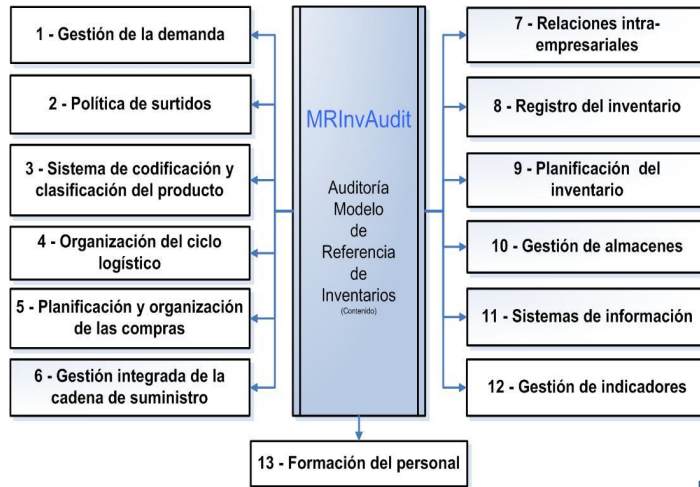 1 - Gestión de la demanda
2 - Política de surtidos
3 - Sistema de codificación y
clasificación del producto
4 - Organización del ciclo
logístico
5 - Planificación y organización
de las compras
6 - Gestión integrada de la
cadena de suministro
MRInvAudit
Auditoría
Modelo
de
Referencia
de
Inventarios
(Contenido)
7 - Relaciones intra-
empresariales
8 - Registro del inventario
9 - Planificación del
inventario
10 - Gestión de almacenes
11 - Sistemas de información
12 - Gestión de indicadores
13 - Formación del personal